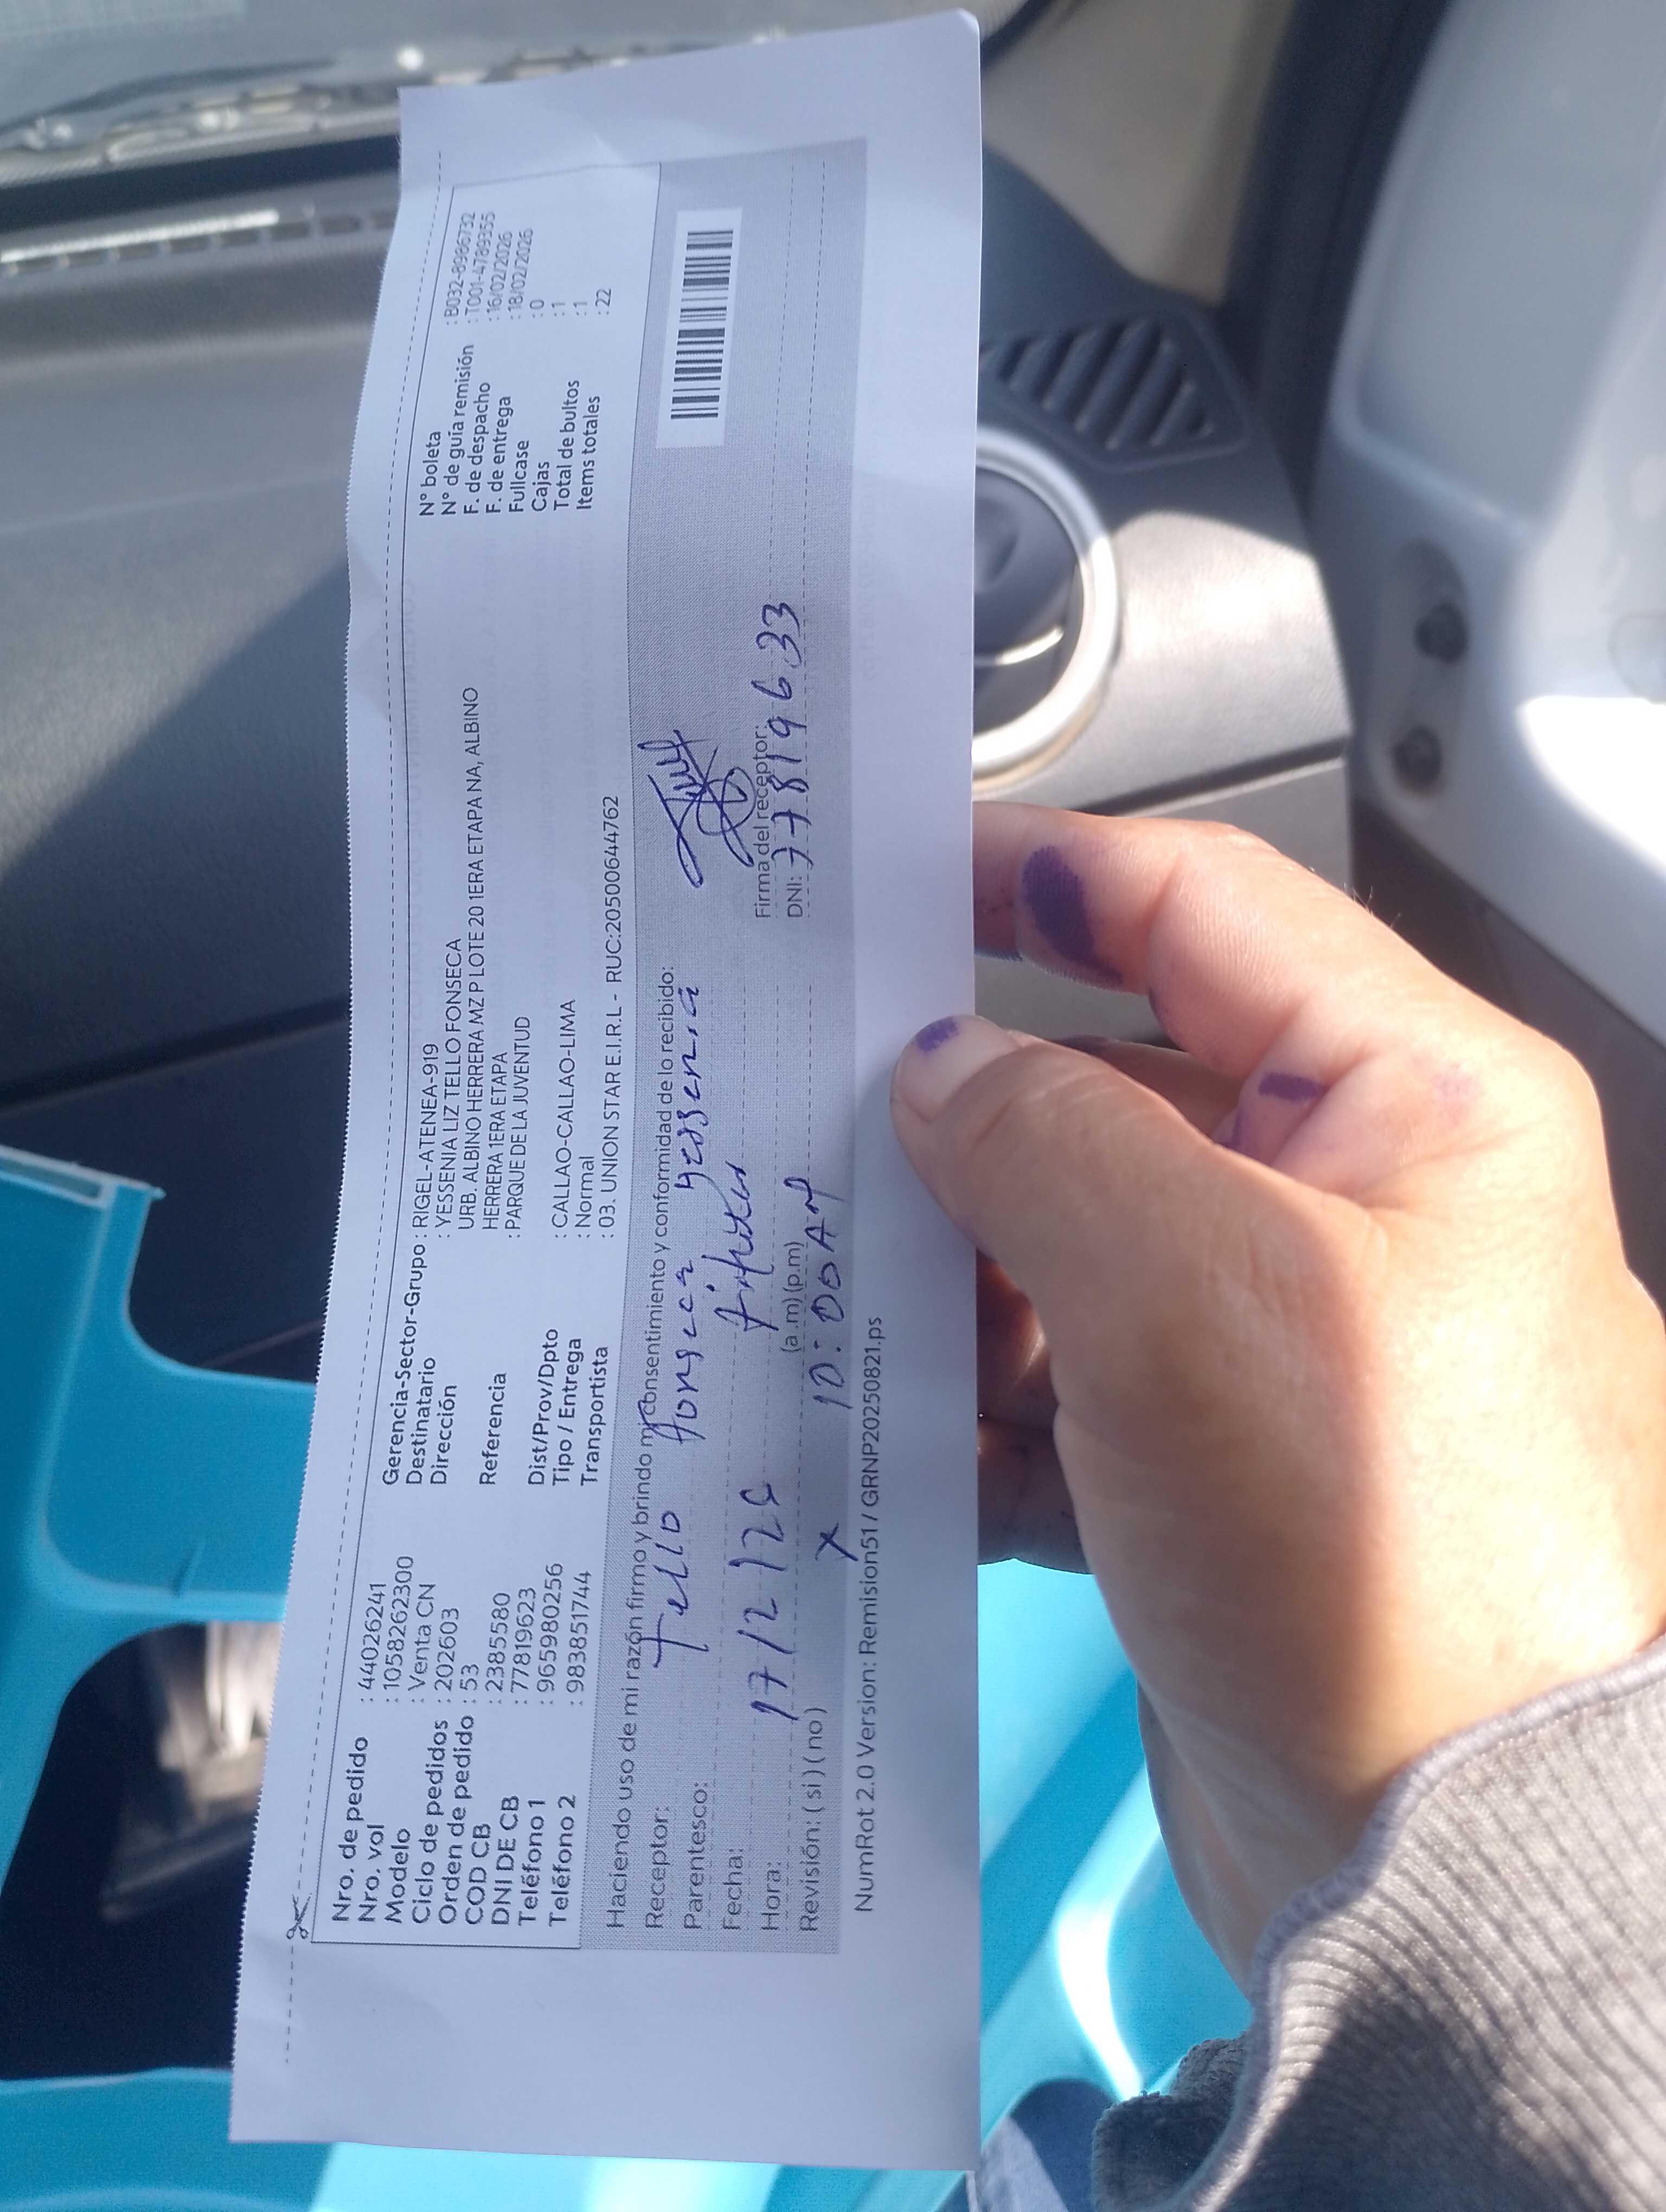 Nro. de pedido : 44026241
Nro. vol : 1058262300
Modelo : Venta CN
Ciclo de pedidos : 202603
Orden de pedido : 53
COD CB : 2385580
DNI DE CB : 77819623
Teléfono 1 : 965980256
Teléfono 2 : 983851744
Gerencia-Sector-Grupo : RIGEL-ATENEA-919
Destinatario : YESSENIA LIZ TELLO FONSECA
Dirección URB. ALBINO HERRERA MZ P LOTE 20 1ERA ETAPA NA, ALBINO
HERRERA 1ERA ETAPA
Referencia : PARQUE DE LA JUVENTUD
Dist/Prov/Dpto : CALLAO-CALLAO-LIMA
Tipo / Entrega : Normal
Transportista : 03. UNION STAR E.I.R.L - RUC:20500644762
N° boleta : B032-8986732
N° de guía remisión : T001-4789355
F. de despacho : 16/02/2026
F. de entrega : 18/02/2026
Fullcase : 0
Cajas : 1
Total de bultos : 1
Items totales : 22
Haciendo uso de mi razón firmo y brindo mi consentimiento y conformidad de lo recibido:
Receptor: Tello Fonseca Yessenia
Parentesco:
Fecha: 17/2/26
Hora: (a.m) (p.m)
10:00 AM
Revisión: ( si ) ( no ) X
Firma del receptor:
DNI: 77819633
NumRot 2.0 Version: Remision51 / GRNP20250821.ps